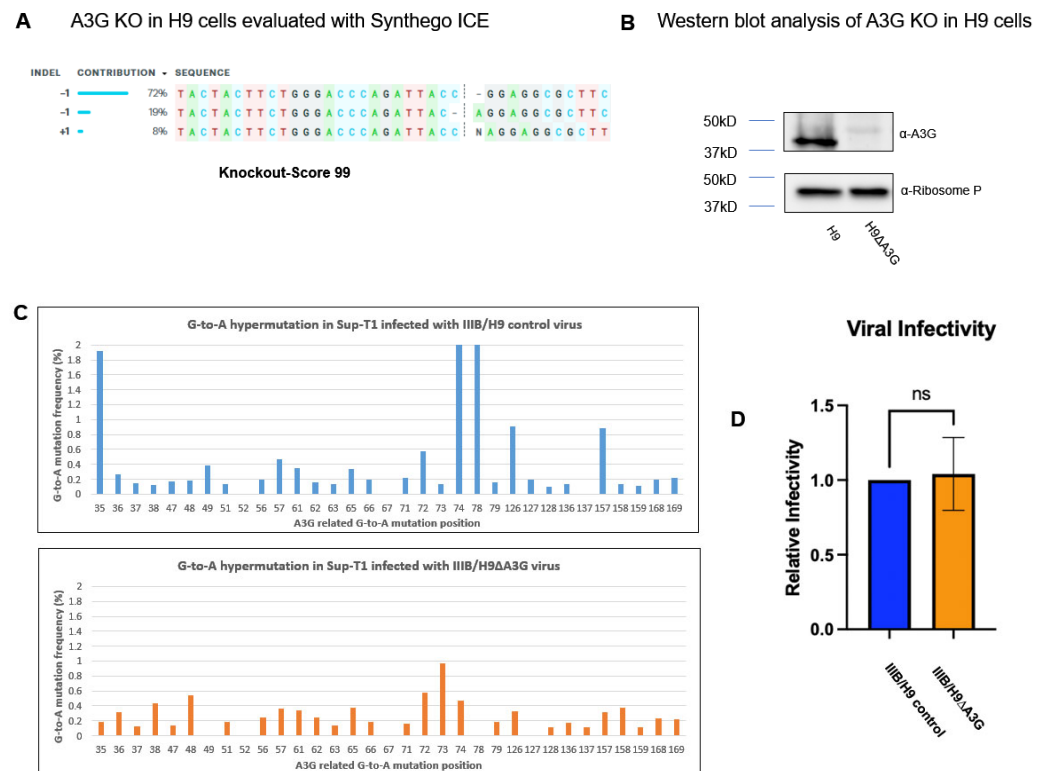 A A3G KO in H9 cells evaluated with Synthego ICE
INDEL CONTRIBUTION SEQUENCE
-1 72% TACTACTTCTGGGACCCAGATTACC -GGAGGCGCTTC
-1 19% TACTACTTCTGGGACCCAGATTAC- AGGAGGCGCTTC
+1 8% TACTACTTCTGGGACCCAGATTACC NAGGAGGCGCTT
Knockout-Score 99
B Western blot analysis of A3G KO in H9 cells
50kD
37kD
α-A3G
50kD
37kD
α-Ribosome P
H9
H9ΔA3G
C
G-to-A hypermutation in Sup-T1 infected with IIIB/H9 control virus
G-to-A mutation frequency (%)
2
1.8
1.6
1.4
1.2
1
0.8
0.6
0.4
0.2
0
35 36 37 38 47 48 49 51 52 56 57 61 62 63 65 66 67 71 72 73 74 78 79 126 127 128 136 137 157 158 159 168 169
A3G related G-to-A mutation position
G-to-A hypermutation in Sup-T1 infected with IIIB/H9ΔA3G virus
G-to-A mutation frequency (%)
2
1.8
1.6
1.4
1.2
1
0.8
0.6
0.4
0.2
0
35 36 37 38 47 48 49 51 52 56 57 61 62 63 65 66 67 71 72 73 74 78 79 126 127 128 136 137 157 158 159 168 169
A3G related G-to-A mutation position
D
Viral Infectivity
Relative Infectivity
1.5
1.0
0.5
0.0
ns
IIIB/H9 control
IIIB/H9ΔA3G